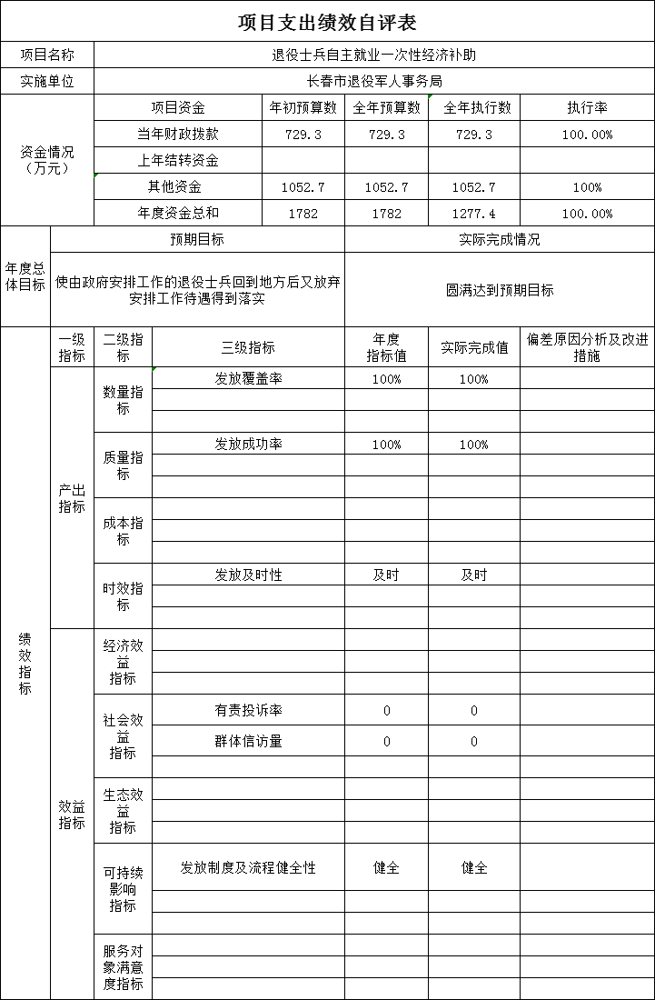 项目支出绩效自评表
项目名称 退役士兵自主就业一次性经济补助
实施单位 长春市退役军人事务局
资金情况
（万元）
项目资金 年初预算数 全年预算数 全年执行数 执行率
当年财政拨款 729.3 729.3 729.3 100.00%
上年结转资金
其他资金 1052.7 1052.7 1052.7 100%
年度资金总和 1782 1782 1277.4 100.00%
年度总
体目标
预期目标 实际完成情况
使由政府安排工作的退役士兵回到地方后又放弃
安排工作待遇得到落实
圆满达到预期目标
绩
效
指
标
一级
指标
二级指
标
三级指标
年度
指标值
实际完成值
偏差原因分析及改进
措施
产出
指标
数量指
标
发放覆盖率 100% 100%
质量指
标
发放成功率 100% 100%
成本指
标
时效指
标
发放及时性 及时 及时
效益
指标
经济效
益
指标
社会效
益
指标
有责投诉率 0 0
群体信访量 0 0
生态效
益
指标
可持续
影响
指标
发放制度及流程健全性 健全 健全
服务对
象满意
度指标